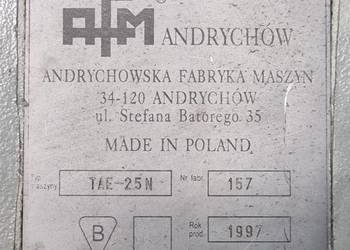 AFM ANDRYCHÓW
ANDRYCHOWSKA FABRYKA MASZYN
34-120 ANDRYCHÓW
ul. Stefana Batorego 35
MADE IN POLAND
Typ maszyny TAE-25N Nr fabr. 157
B Rok prod. 1997